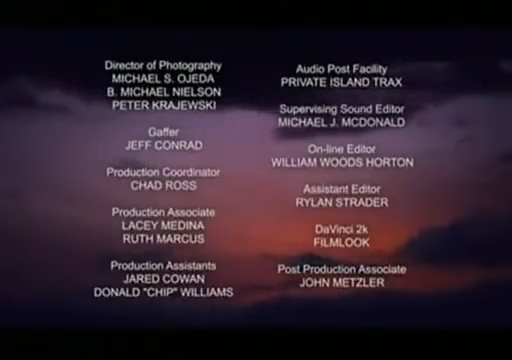 Director of Photography
MICHAEL S. OJEDA
B. MICHAEL NIELSON
PETER KRAJEWSKI
Gaffer
JEFF CONRAD
Production Coordinator
CHAD ROSS
Production Associate
LACEY MEDINA
RUTH MARCUS
Production Assistants
JARED COWAN
DONALD "CHIP" WILLIAMS
Audio Post Facility
PRIVATE ISLAND TRAX
Supervising Sound Editor
MICHAEL J. MCDONALD
On-line Editor
WILLIAM WOODS HORTON
Assistant Editor
RYLAN STRADER
DaVinci 2k
FILMLOOK
Post Production Associate
JOHN METZLER